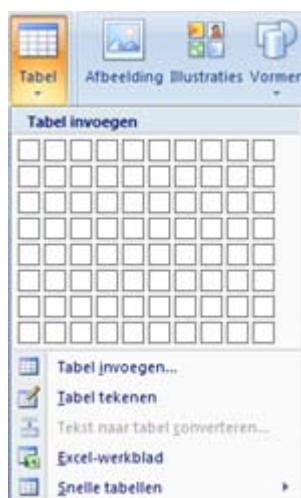 Tabel Afbeelding Illustraties Vormen
Tabel invoegen
Tabel invoegen...
Tabel tekenen
Tekst naar tabel converteren...
Excel-werkblad
Snelle tabellen